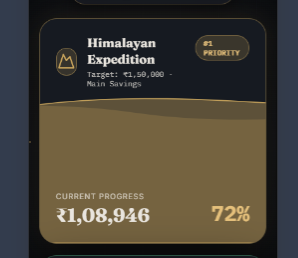 Himalayan
Expedition
#1
PRIORITY
Target: ₹1,50,000 -
Main Savings
CURRENT PROGRESS
₹1,08,946
72%